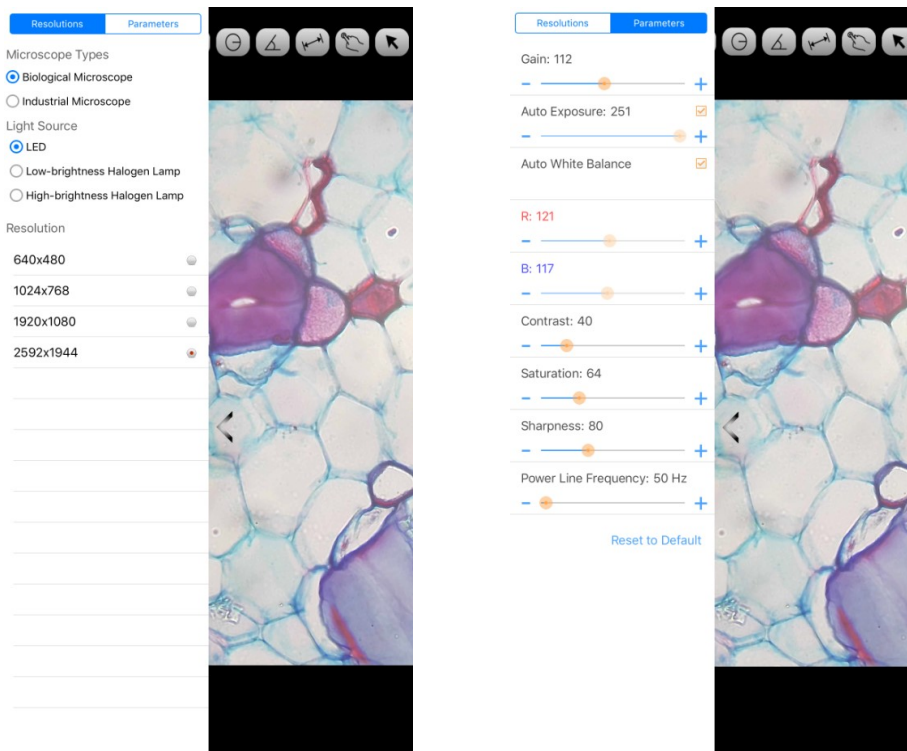 Resolutions Parameters
Microscope Types
Biological Microscope
Industrial Microscope
Light Source
LED
Low-brightness Halogen Lamp
High-brightness Halogen Lamp
Resolution
640x480
1024x768
1920x1080
2592x1944
Resolutions Parameters
Gain: 112
- +
Auto Exposure: 251
- +
Auto White Balance
R: 121
- +
B: 117
- +
Contrast: 40
- +
Saturation: 64
- +
Sharpness: 80
- +
Power Line Frequency: 50 Hz
- +
Reset to Default